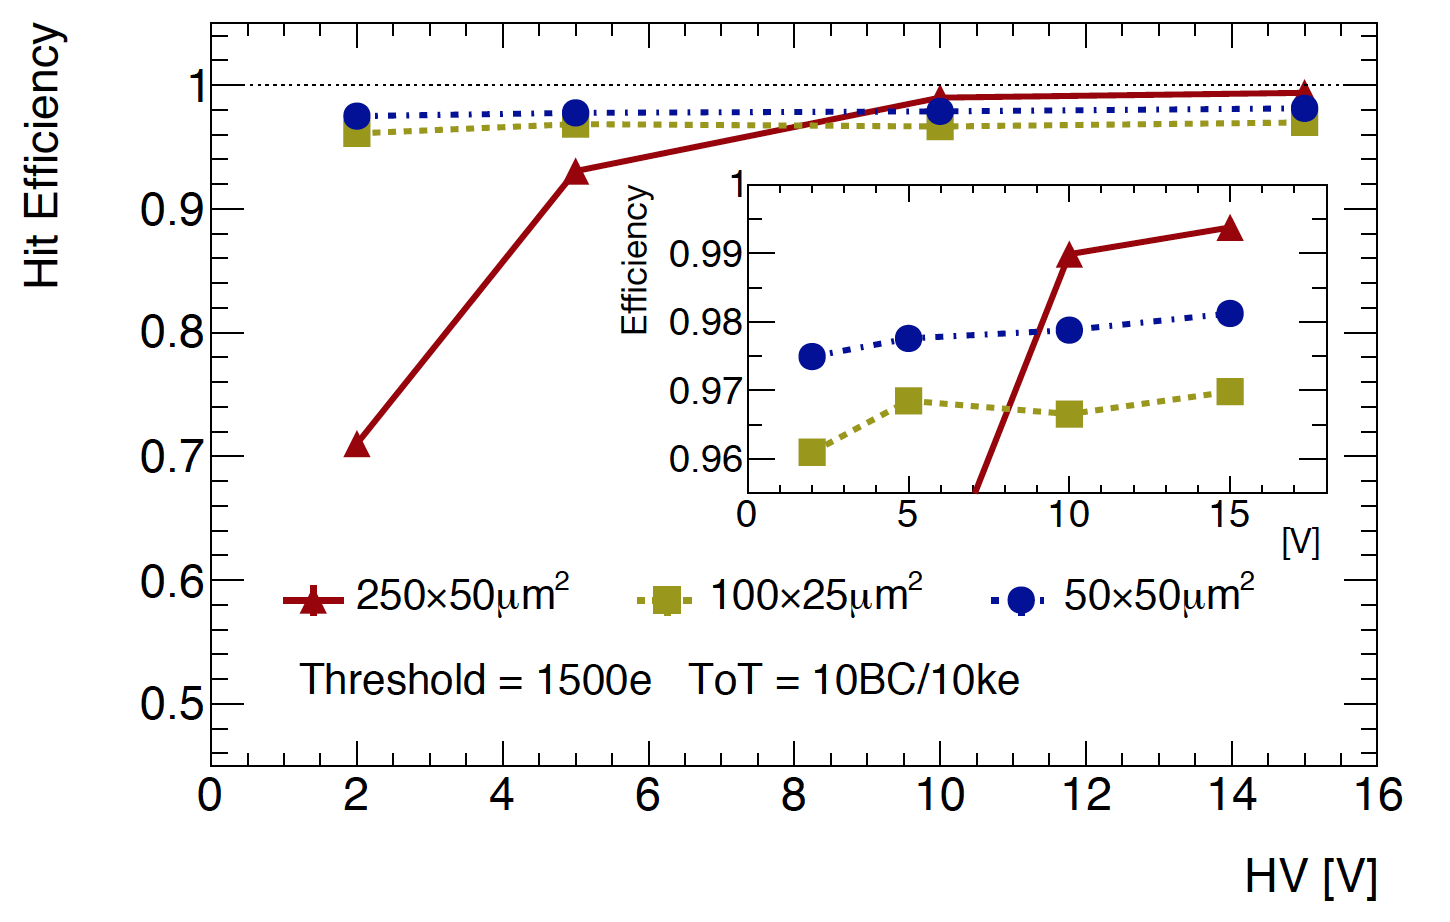 Hit Efficiency
1
0.9
0.8
0.7
0.6
0.5
0 2 4 6 8 10 12 14 16
HV [V]
Efficiency
1
0.99
0.98
0.97
0.96
0 5 10 15
[V]
250×50μm²
100×25μm²
50×50μm²
Threshold = 1500e ToT = 10BC/10ke